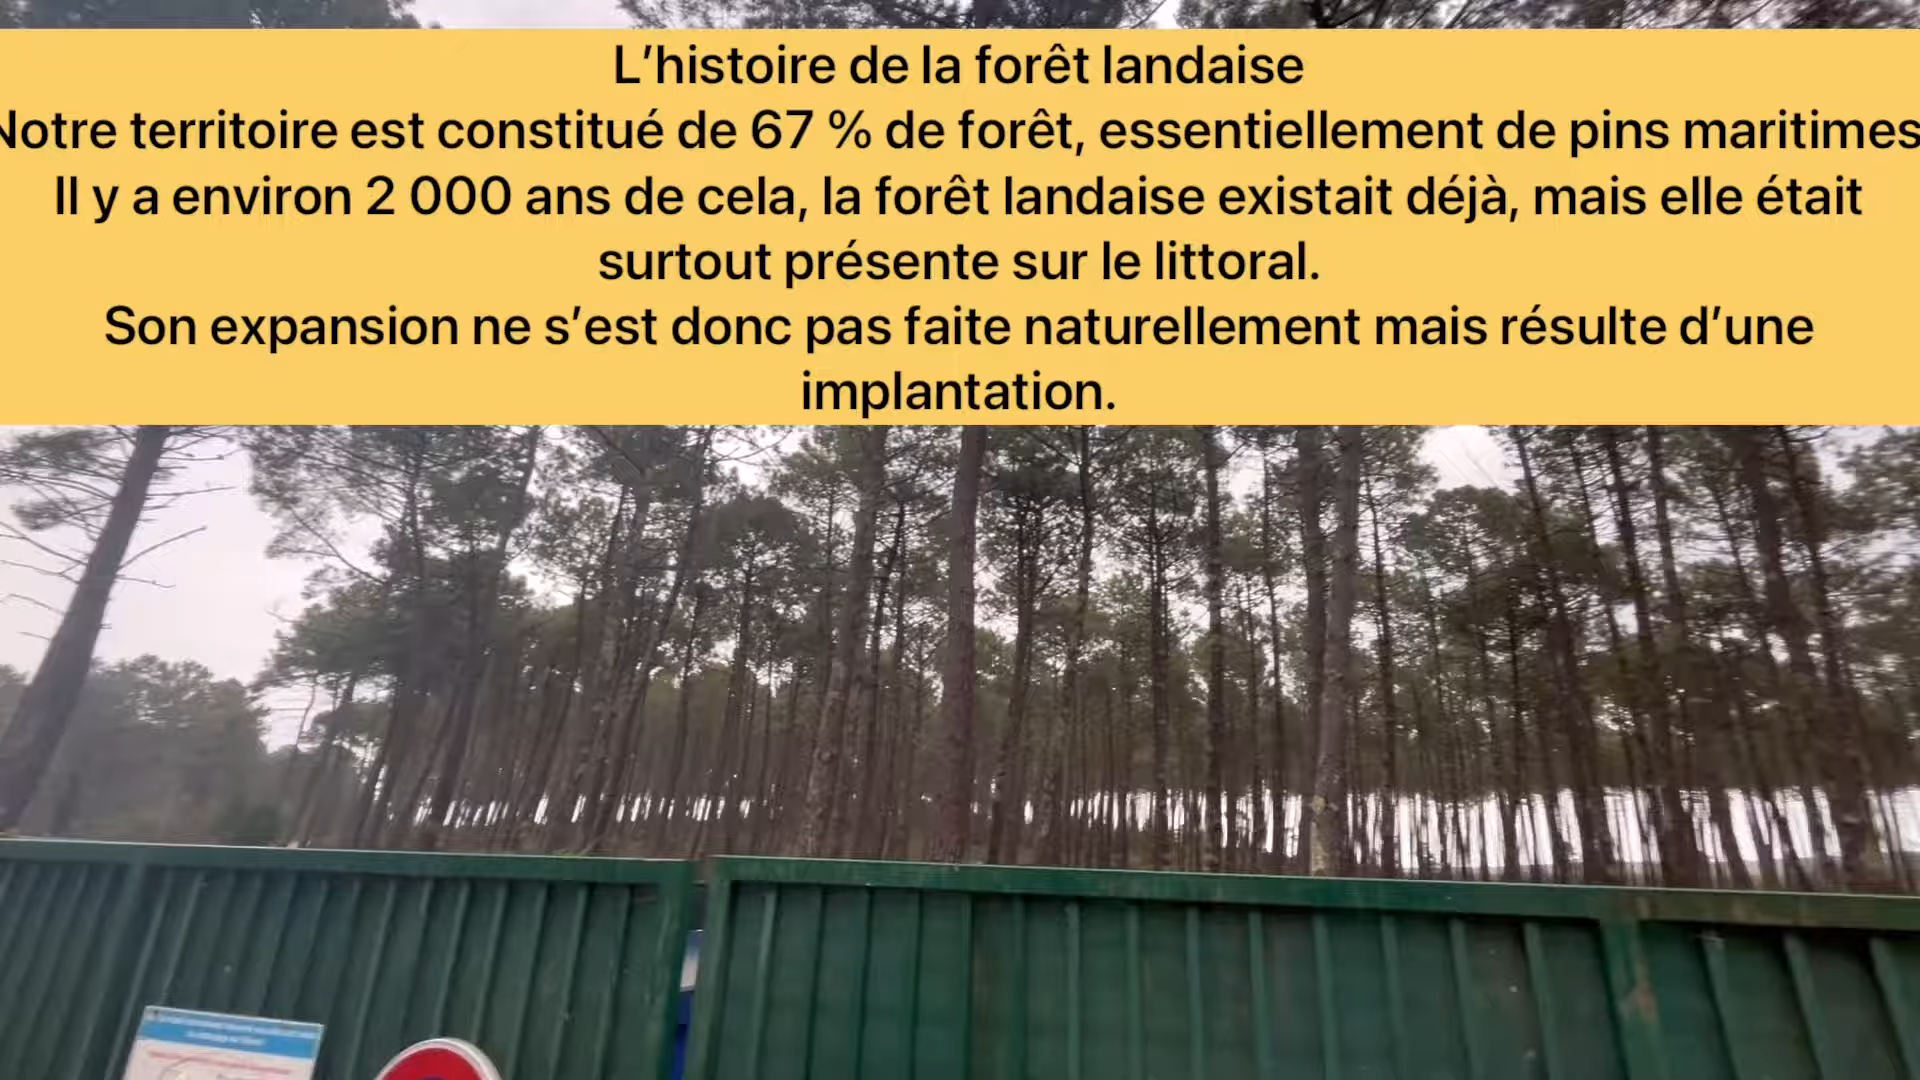 L’histoire de la forêt landaise
Notre territoire est constitué de 67 % de forêt, essentiellement de pins maritimes
Il y a environ 2 000 ans de cela, la forêt landaise existait déjà, mais elle était
surtout présente sur le littoral.
Son expansion ne s’est donc pas faite naturellement mais résulte d’une
implantation.